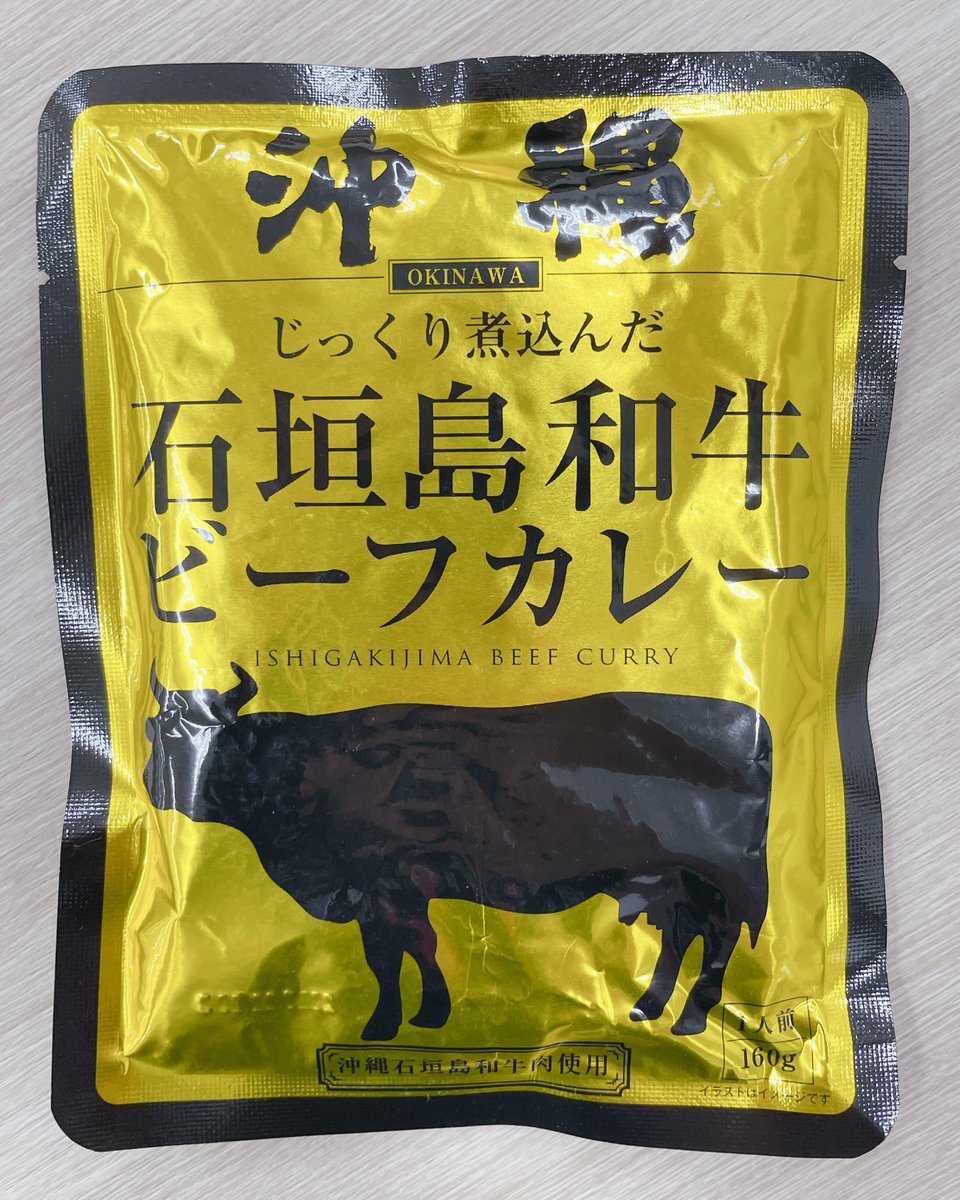 沖縄
OKINAWA
じっくり煮込んだ
石垣島和牛
ビーフカレー
ISHIGAKIJIMA BEEF CURRY
1人前
160g
沖縄石垣島和牛肉使用
イラストはイメージです